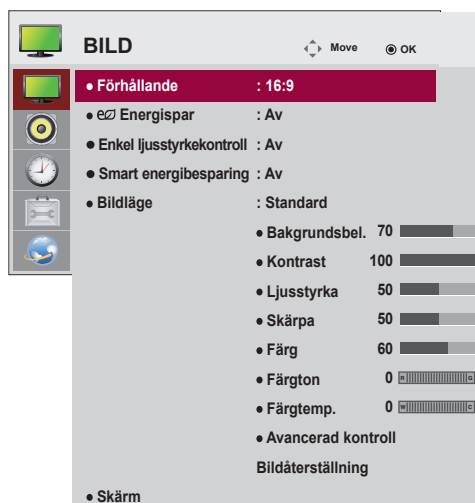 BILD Move OK
• Förhållande : 16:9
• Energispar : Av
• Enkel ljusstyrkekontroll : Av
• Smart energibesparing : Av
• Bildläge : Standard
• Bakgrundsbel. 70
• Kontrast 100
• Ljusstyrka 50
• Skärpa 50
• Färg 60
• Färgton 0 R G
• Färgtemp. 0 W C
• Avancerad kontroll
Bildåterställning
• Skärm